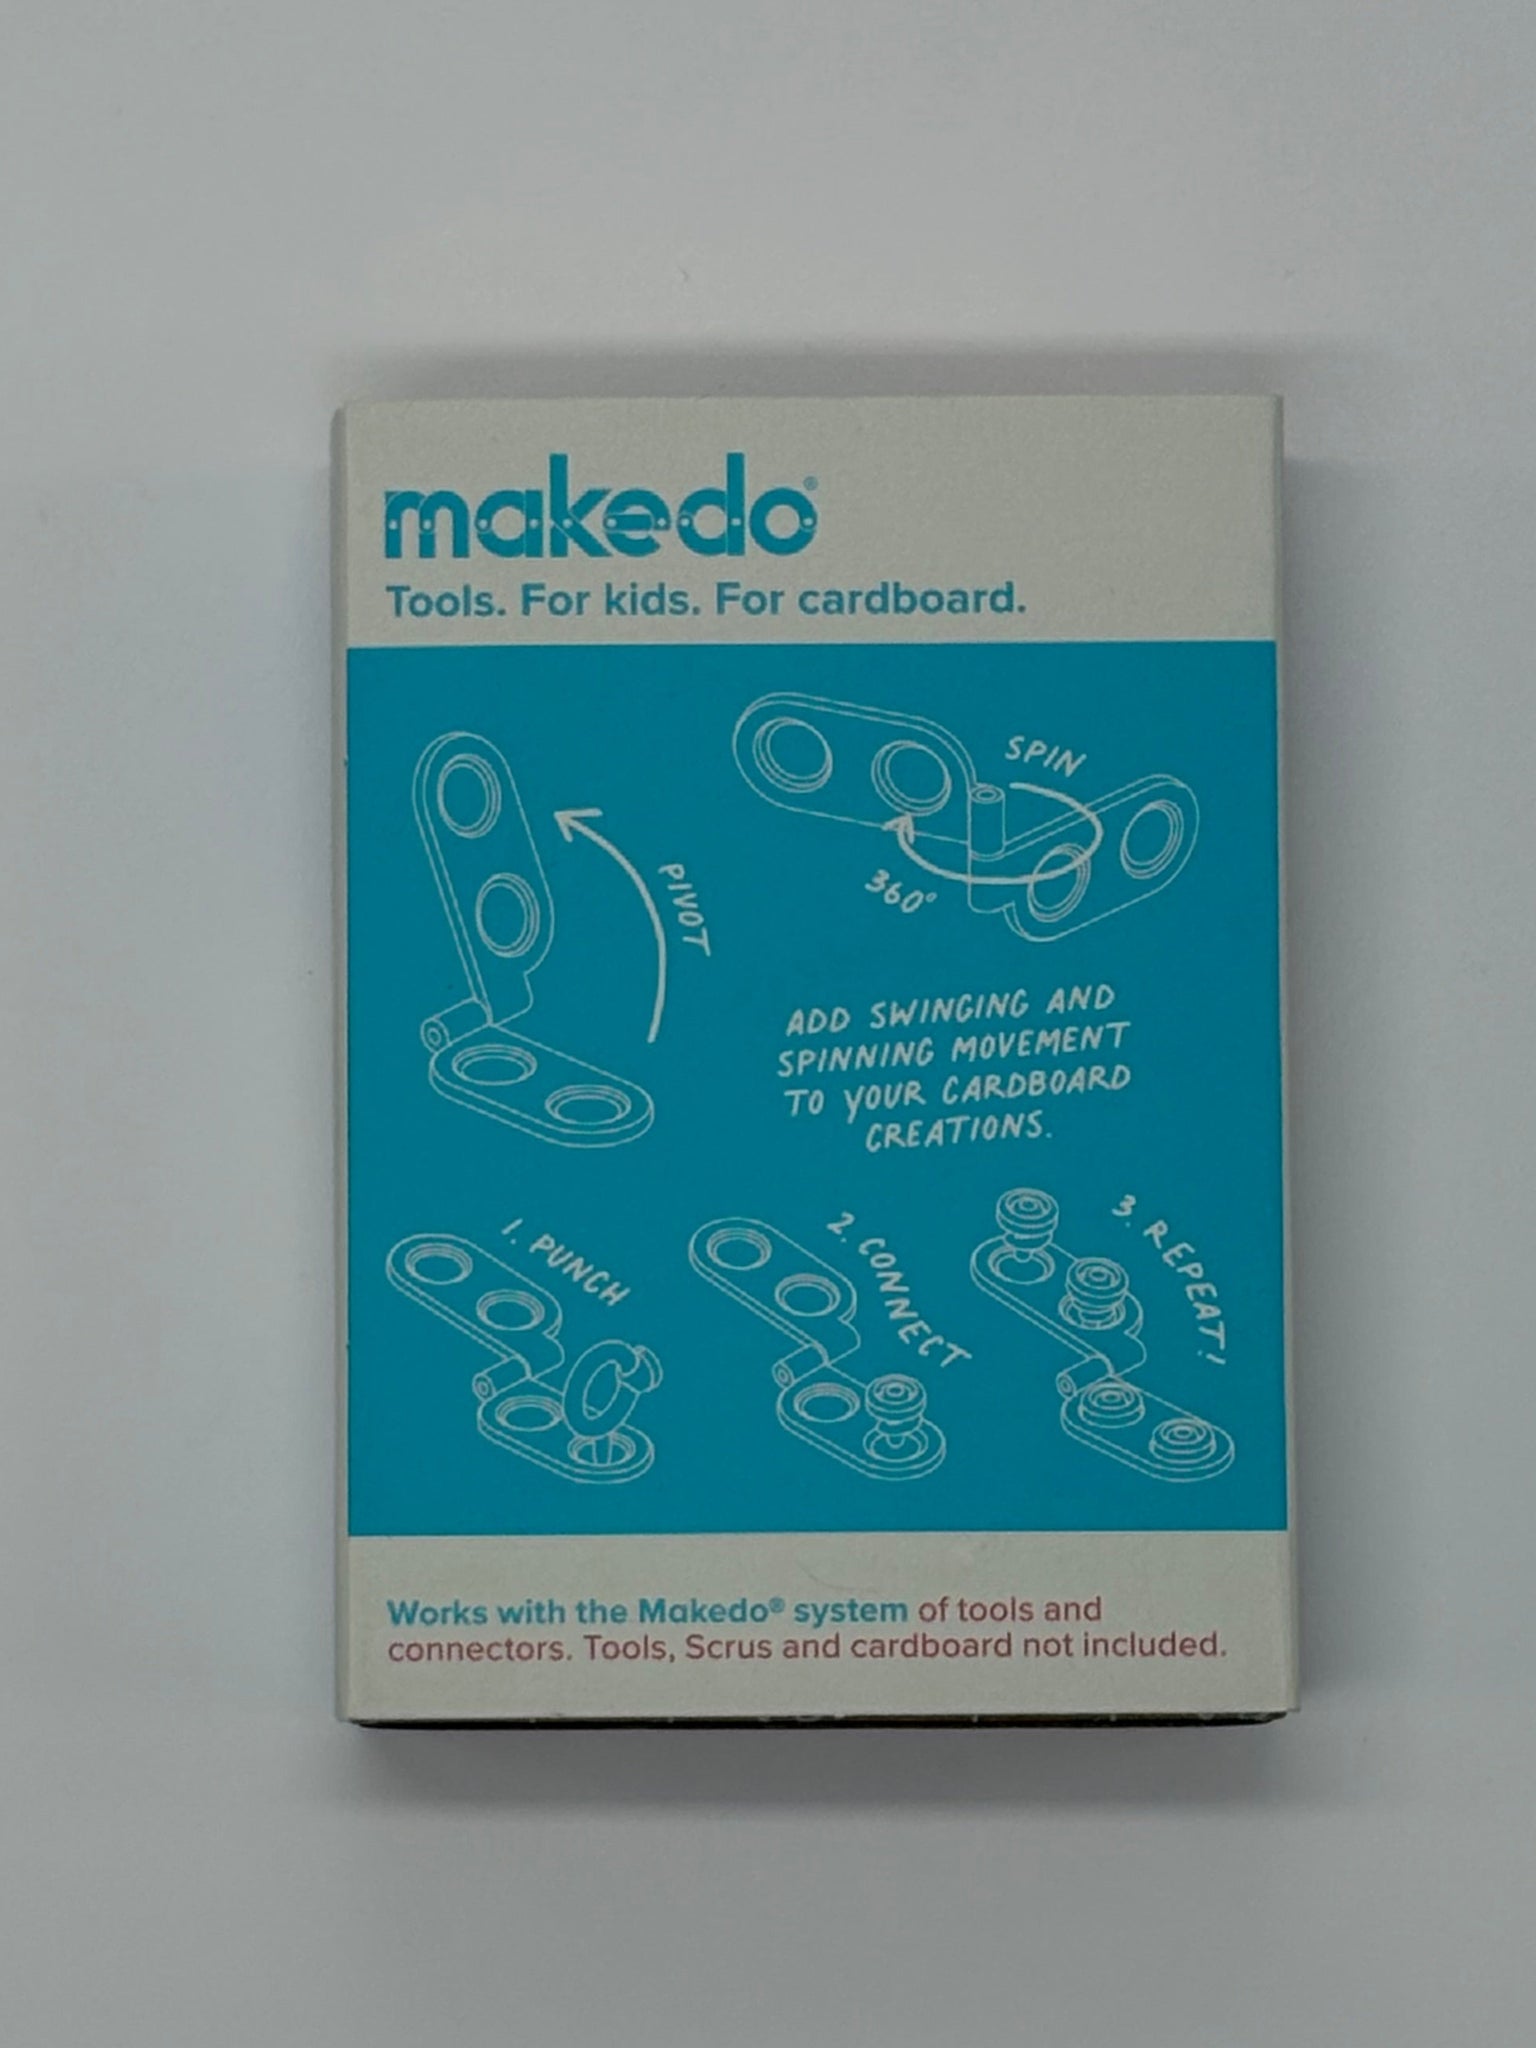 makedo®
Tools. For kids. For cardboard.
PIVOT
SPIN
360°
ADD SWINGING AND
SPINNING MOVEMENT
TO YOUR CARDBOARD
CREATIONS.
1. PUNCH
2. CONNECT
3. REPEAT!
Works with the Makedo® system of tools and
connectors. Tools, Scrus and cardboard not included.